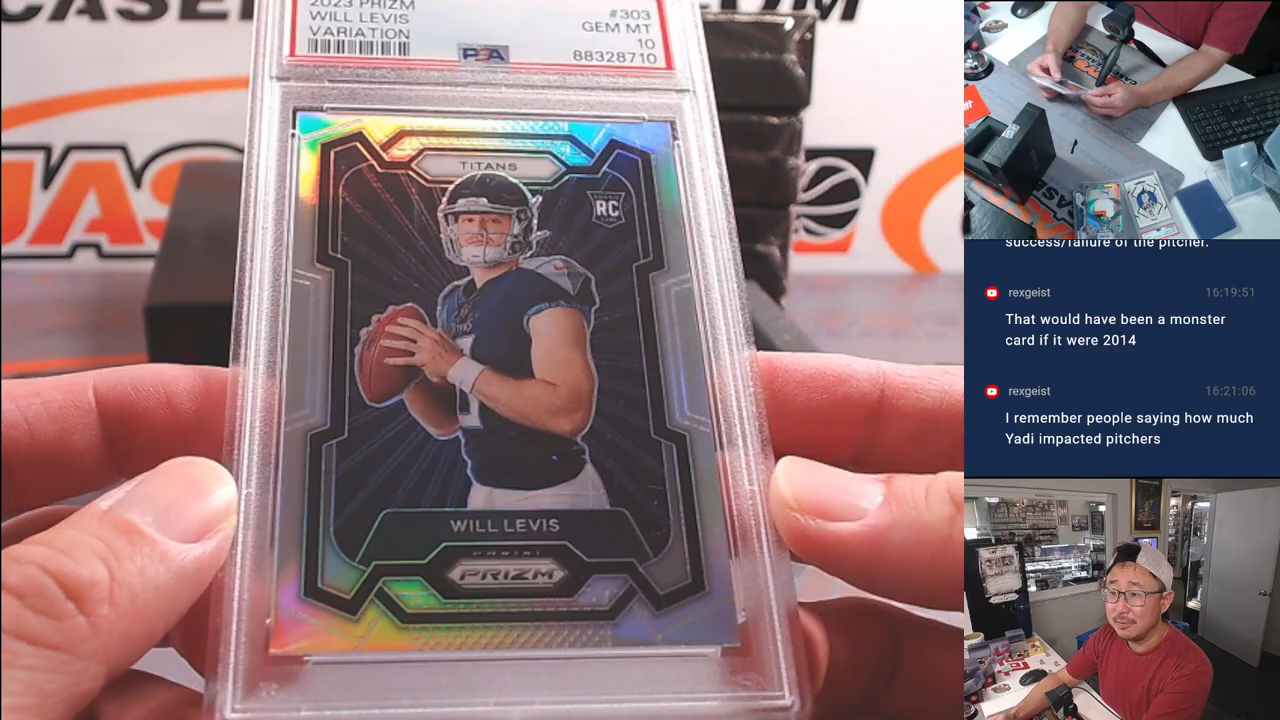 2023 PRIZM
WILL LEVIS
VARIATION
#303
GEM MT
10
88328710
PSA
TITANS
ROOKIE
RC
WILL LEVIS
PANINI
PRIZM
success/failure of the pitcher.
rexgeist
16:19:51
That would have been a monster
card if it were 2014
rexgeist
16:21:06
I remember people saying how much
Yadi impacted pitchers